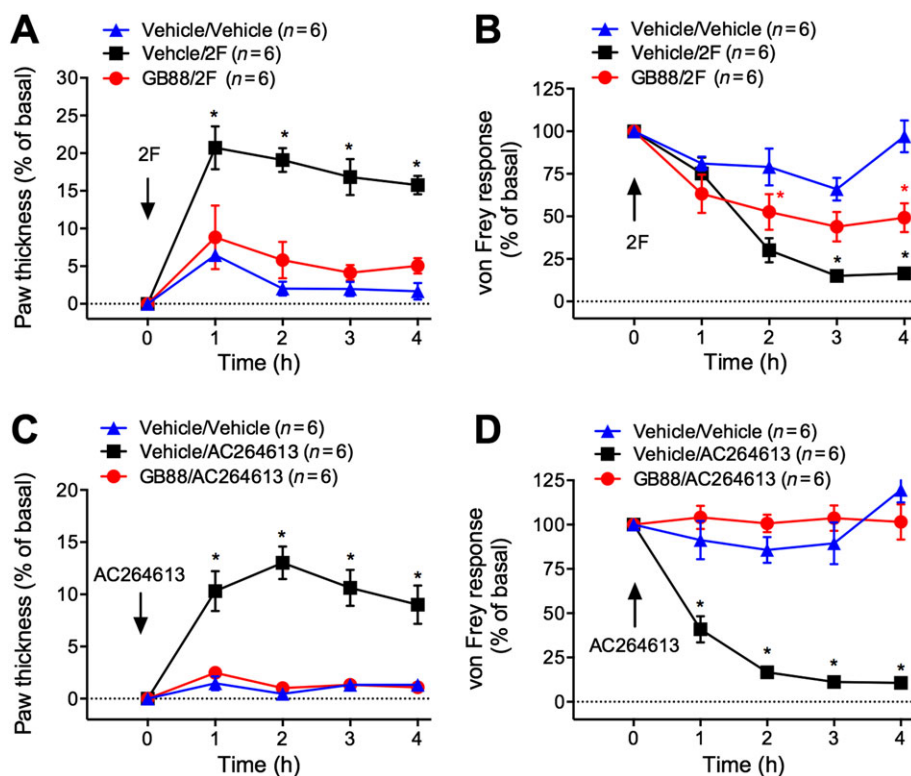 A
Vehicle/Vehicle (n=6)
Vehcle/2F (n=6)
GB88/2F (n=6)
Paw thickness (% of basal)
30
25
20
15
10
5
0
2F
*
*
*
*
0 1 2 3 4
Time (h)
B
Vehicle/Vehicle (n=6)
Vehicle/2F (n=6)
GB88/2F (n=6)
von Frey response
(% of basal)
125
100
75
50
25
0
2F
*
*
*
*
0 1 2 3 4
Time (h)
C
Vehicle/Vehicle (n=6)
Vehicle/AC264613 (n=6)
GB88/AC264613 (n=6)
Paw thickness (% of basal)
20
15
10
5
0
AC264613
*
*
*
*
0 1 2 3 4
Time (h)
D
Vehicle/Vehicle (n=6)
Vehicle/AC264613 (n=6)
GB88/AC264613 (n=6)
von Frey response
(% of basal)
125
100
75
50
25
0
AC264613
*
*
*
*
0 1 2 3 4
Time (h)